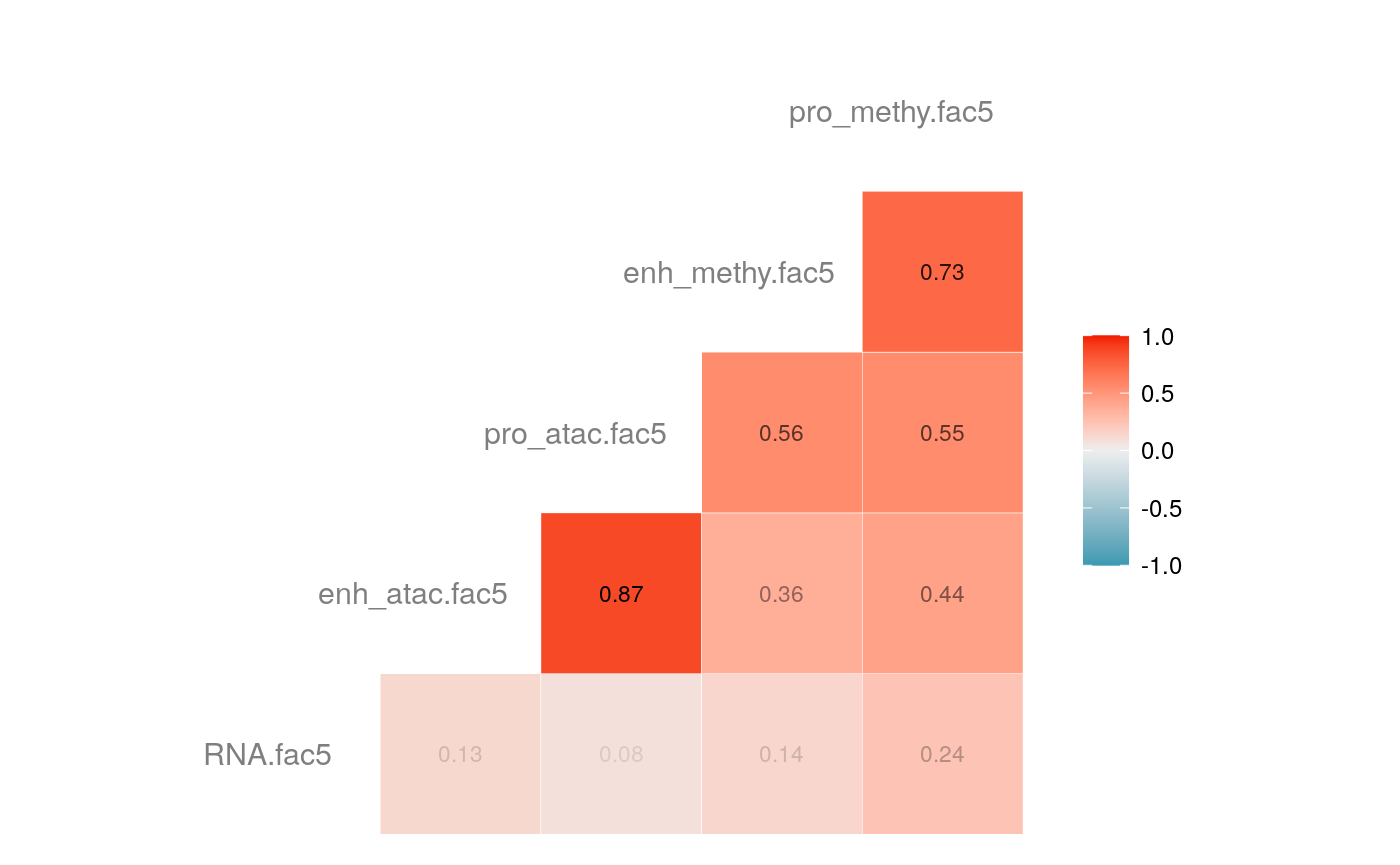 pro_methy.fac5
enh_methy.fac5 0.73
1.0
0.5
pro_atac.fac5 0.56 0.55
0.0
-0.5
-1.0
enh_atac.fac5 0.87 0.36 0.44
RNA.fac5 0.13 0.08 0.14 0.24